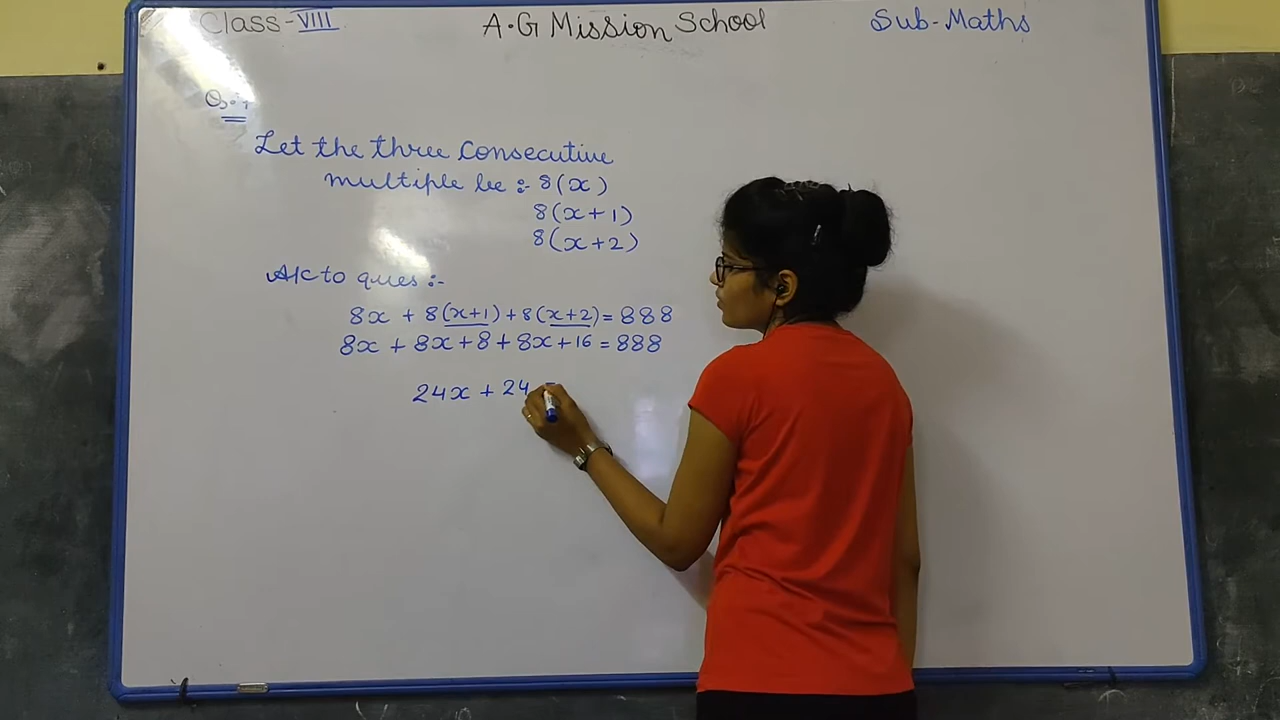 Class-VIII A.G Mission School Sub-Maths
Let the three consecutive
multiple be :- 8(x)
8(x+1)
8(x+2)
A/c to ques :-
8x + 8(x+1) + 8(x+2) = 888
8x + 8x + 8 + 8x + 16 = 888
24x + 24